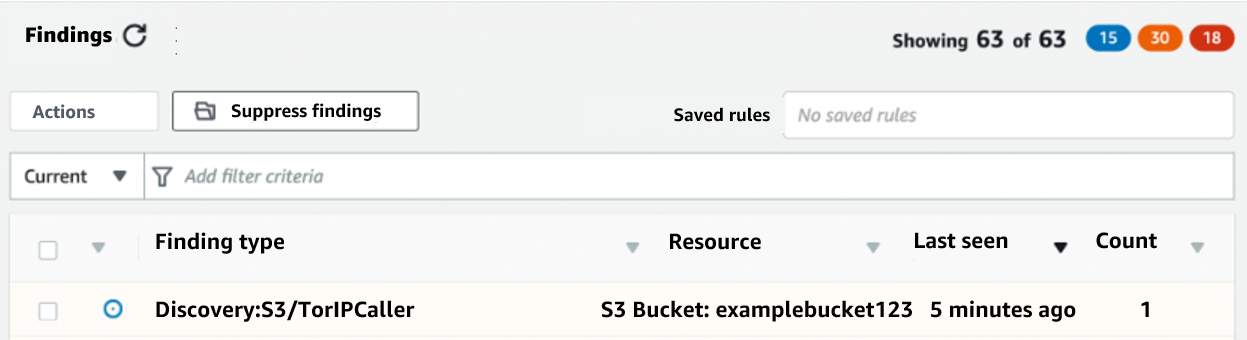 Findings
Showing 63 of 63 15 30 18
Actions Suppress findings Saved rules No saved rules
Current Add filter criteria
Finding type Resource Last seen Count
Discovery:S3/TorIPCaller S3 Bucket: examplebucket123 5 minutes ago 1